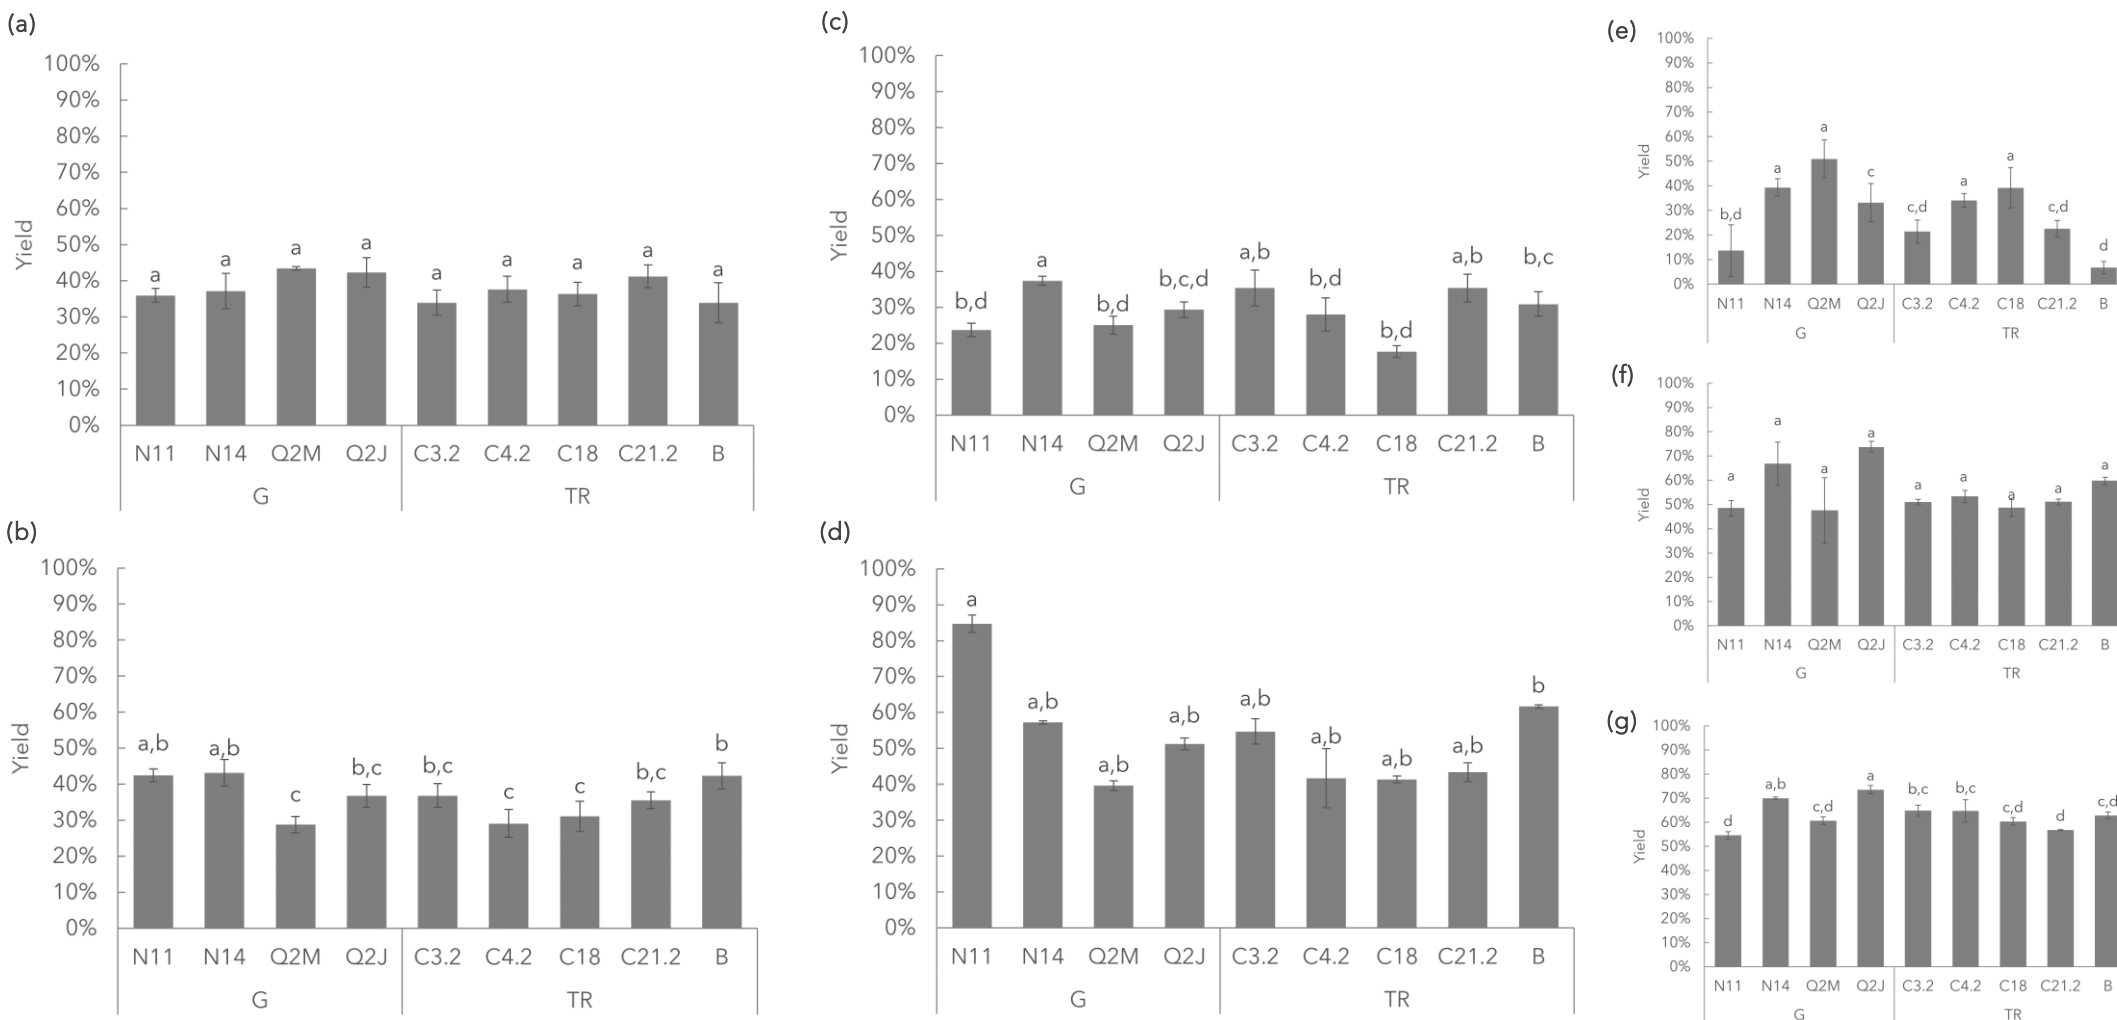 (a)
100%
90%
80%
70%
60%
50%
40%
30%
20%
10%
0%
Yield
a a a a a a a a a
N11 N14 Q2M Q2J C3.2 C4.2 C18 C21.2 B
G TR
(b)
100%
90%
80%
70%
60%
50%
40%
30%
20%
10%
0%
Yield
a,b a,b c b,c b,c c c b,c b
N11 N14 Q2M Q2J C3.2 C4.2 C18 C21.2 B
G TR
(c)
100%
90%
80%
70%
60%
50%
40%
30%
20%
10%
0%
Yield
b,d a b,d b,c,d a,b b,d b,d a,b b,c
N11 N14 Q2M Q2J C3.2 C4.2 C18 C21.2 B
G TR
(d)
100%
90%
80%
70%
60%
50%
40%
30%
20%
10%
0%
Yield
a a,b a,b a,b a,b a,b a,b a,b b
N11 N14 Q2M Q2J C3.2 C4.2 C18 C21.2 B
G TR
(e)
100%
90%
80%
70%
60%
50%
40%
30%
20%
10%
0%
Yield
b,d a a c c,d a a c,d d
N11 N14 Q2M Q2J C3.2 C4.2 C18 C21.2 B
G TR
(f)
100%
90%
80%
70%
60%
50%
40%
30%
20%
10%
0%
Yield
a a a a a a a a a
N11 N14 Q2M Q2J C3.2 C4.2 C18 C21.2 B
G TR
(g)
100%
90%
80%
70%
60%
50%
40%
30%
20%
10%
0%
Yield
d a,b c,d a b,c b,c c,d d c,d
N11 N14 Q2M Q2J C3.2 C4.2 C18 C21.2 B
G TR